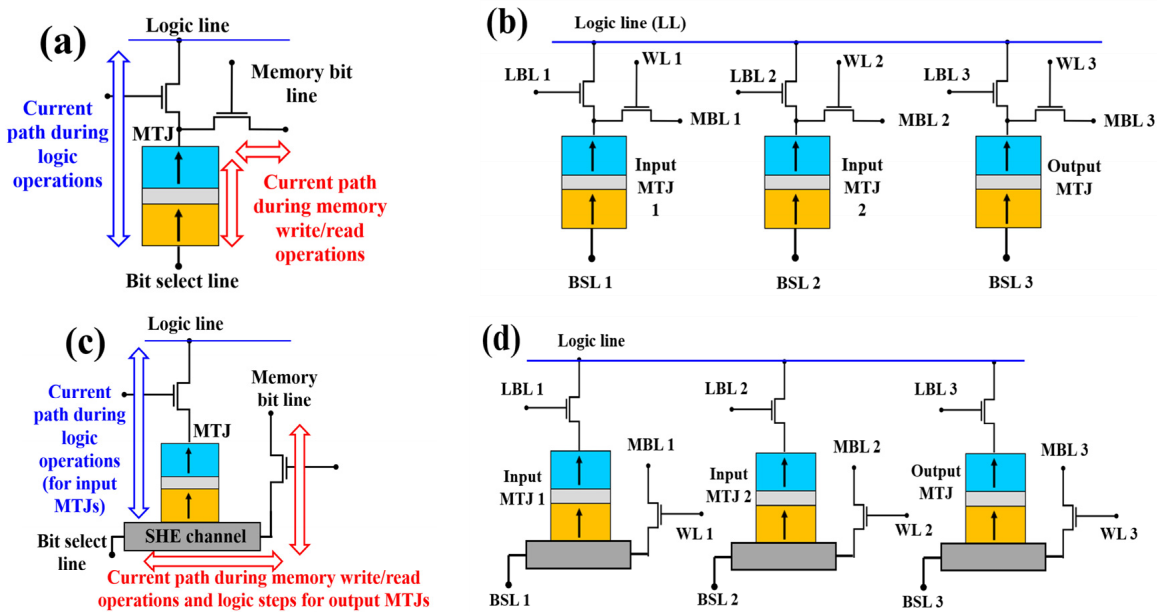 (a)
Logic line
Memory bit
line
Current
path during
logic
operations
MTJ
Current path
during memory
write/read
operations
Bit select line
(b)
Logic line (LL)
LBL 1
WL 1
MBL 1
Input
MTJ
1
BSL 1
LBL 2
WL 2
MBL 2
Input
MTJ
2
BSL 2
LBL 3
WL 3
MBL 3
Output
MTJ
BSL 3
(c)
Logic line
Memory
bit line
Current
path during
logic
operations
(for input
MTJs)
MTJ
SHE channel
Bit select
line
Current path during memory write/read
operations and logic steps for output MTJs
(d)
Logic line
LBL 1
MBL 1
Input
MTJ 1
WL 1
BSL 1
LBL 2
MBL 2
Input
MTJ 2
WL 2
BSL 2
LBL 3
MBL 3
Output
MTJ
WL 3
BSL 3